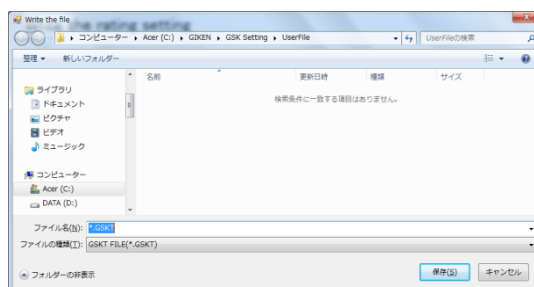 Write the file
コンピューター ▸ Acer (C:) ▸ GIKEN ▸ GSK Setting ▸ UserFile
UserFileの検索
整理 ▾ 新しいフォルダー
名前 更新日時 種類 サイズ
検索条件に一致する項目はありません。
ライブラリ
ドキュメント
ピクチャ
ビデオ
ミュージック
コンピューター
Acer (C:)
DATA (D:)
ファイル名(N): *.GSKT
ファイルの種類(T): GSKT FILE(*.GSKT)
フォルダーの非表示
保存(S) キャンセル